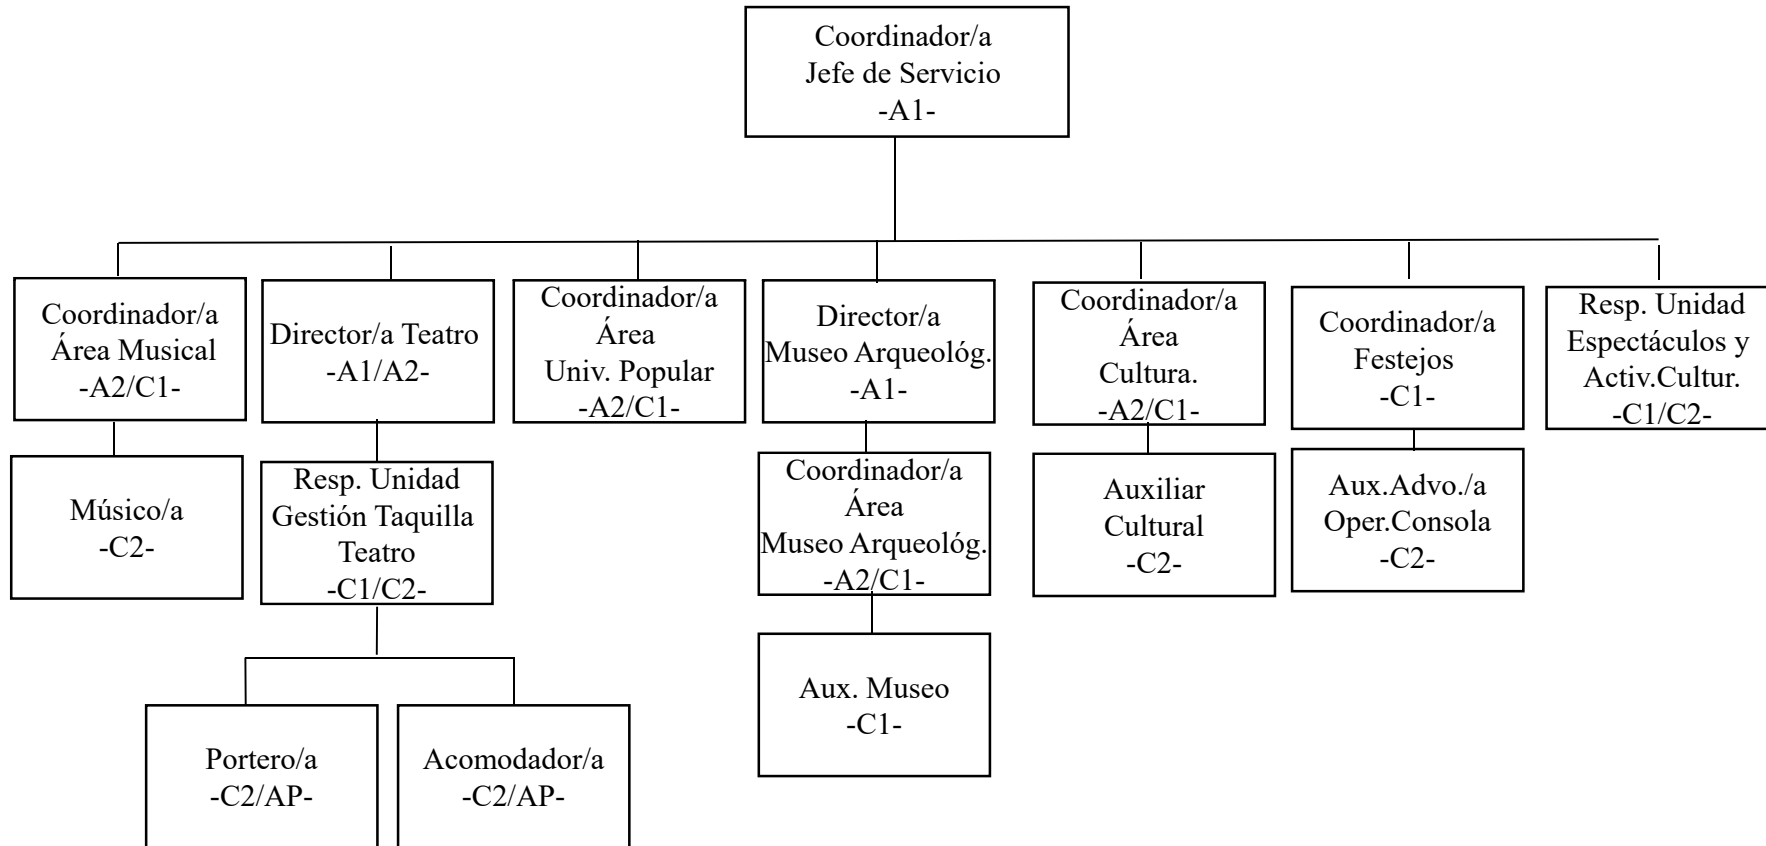 Coordinador/a
Jefe de Servicio
-A1-
Coordinador/a
Área Musical
-A2/C1-
Director/a Teatro
-A1/A2-
Coordinador/a
Área
Univ. Popular
-A2/C1-
Director/a
Museo Arqueológ.
-A1-
Coordinador/a
Área
Cultura.
-A2/C1-
Coordinador/a
Festejos
-C1-
Resp. Unidad
Espectáculos y
Activ.Cultur.
-C1/C2-
Músico/a
-C2-
Resp. Unidad
Gestión Taquilla
Teatro
-C1/C2-
Coordinador/a
Área
Museo Arqueológ.
-A2/C1-
Auxiliar
Cultural
-C2-
Aux.Advo./a
Oper.Consola
-C2-
Aux. Museo
-C1-
Portero/a
-C2/AP-
Acomodador/a
-C2/AP-